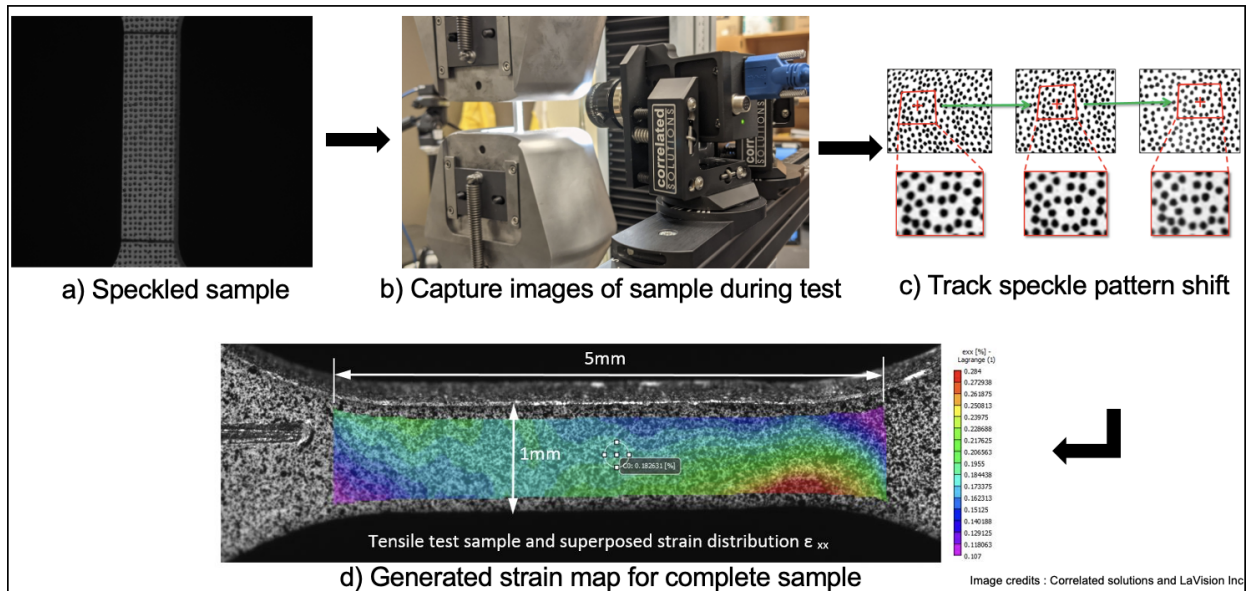 correlated
SOLUTIONS
a) Speckled sample
b) Capture images of sample during test
c) Track speckle pattern shift
5mm
1mm
C0: 0.182631 [%]
Tensile test sample and superposed strain distribution ε xx
exx [%] -
Lagrange (1)
0.284
0.272938
0.261875
0.250813
0.23975
0.228688
0.217625
0.206563
0.1955
0.184438
0.173375
0.162313
0.15125
0.140188
0.129125
0.118063
0.107
d) Generated strain map for complete sample
Image credits : Correlated solutions and LaVision Inc